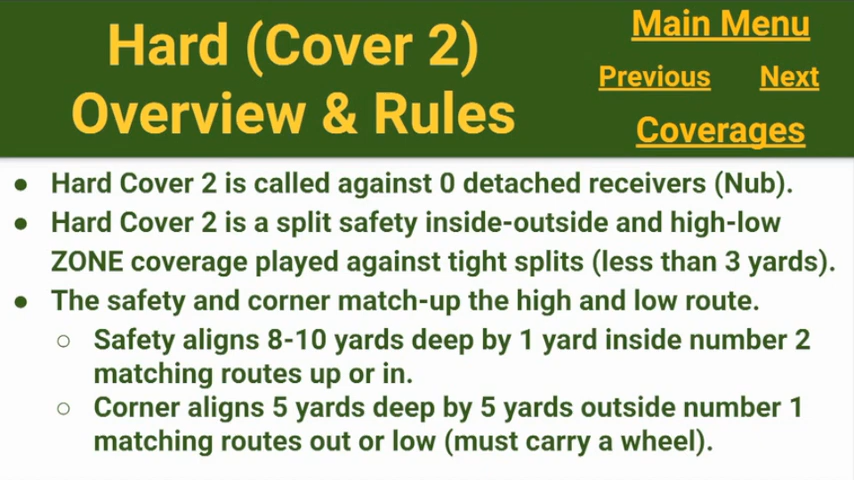 Hard (Cover 2)
Overview & Rules
Main Menu
Previous Next
Coverages
● Hard Cover 2 is called against 0 detached receivers (Nub).
● Hard Cover 2 is a split safety inside-outside and high-low
ZONE coverage played against tight splits (less than 3 yards).
● The safety and corner match-up the high and low route.
○ Safety aligns 8-10 yards deep by 1 yard inside number 2
matching routes up or in.
○ Corner aligns 5 yards deep by 5 yards outside number 1
matching routes out or low (must carry a wheel).